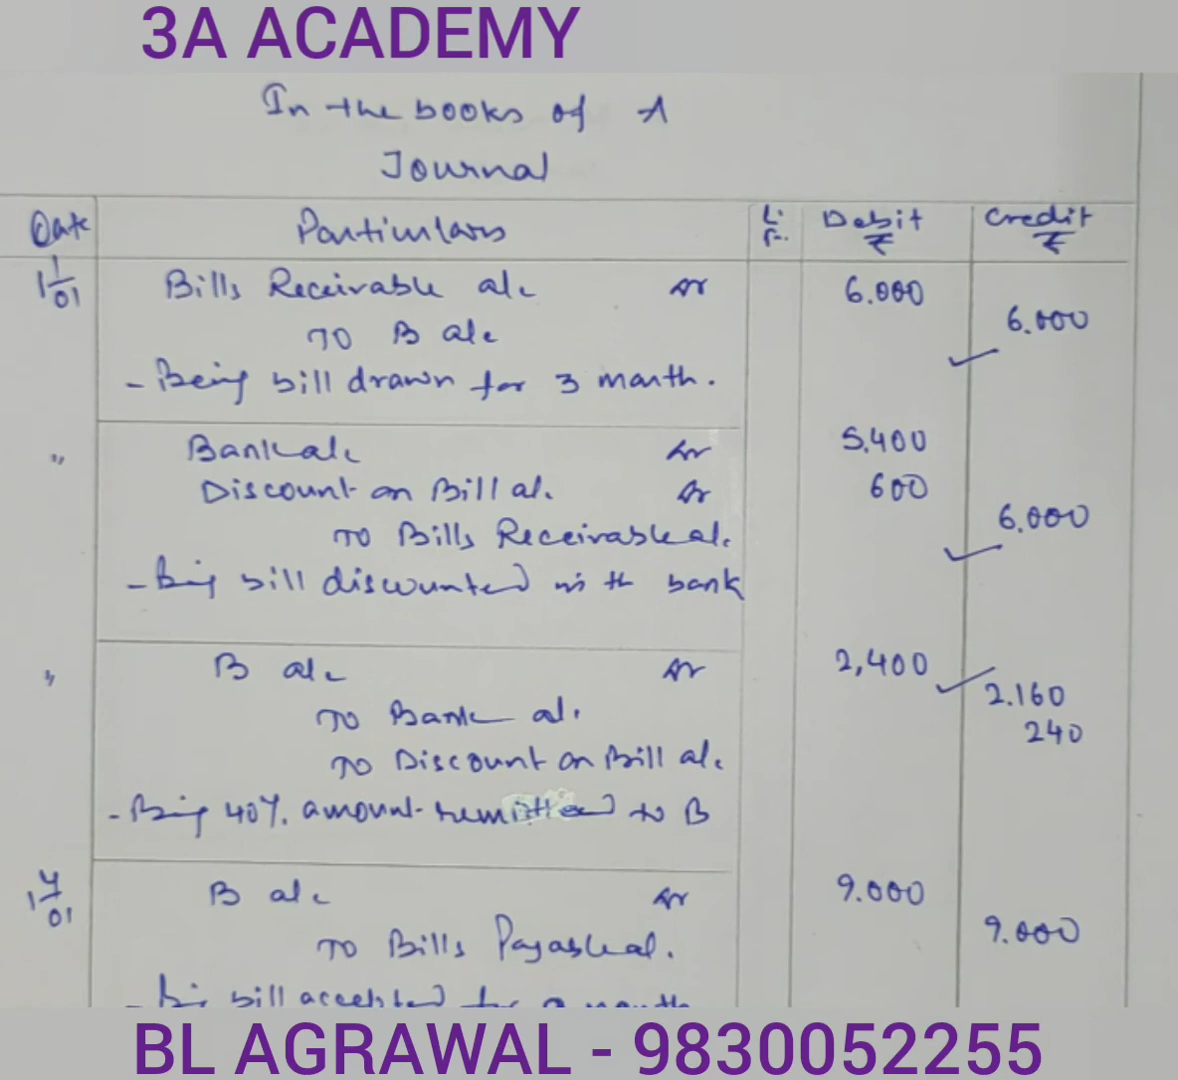 3A ACADEMY
In the books of A
Journal
Date Particulars L.F. Debit ₹ Credit ₹
1/1/01 Bills Receivable a/c Dr 6.000
To B a/c 6.000
- Being bill drawn for 3 month.
" Bank a/c Dr 5.400
Discount on Bill a/c. Dr 600
To Bills Receivable a/c. 6.000
- Being bill discounted with bank
" B a/c Dr 2,400
To Bank a/c. 2.160
To Discount on Bill a/c. 240
- Being 40% amount remitted to B
1/4/01 B a/c Dr 9.000
To Bills Payable a/c. 9.000
bill accepted for
BL AGRAWAL - 9830052255